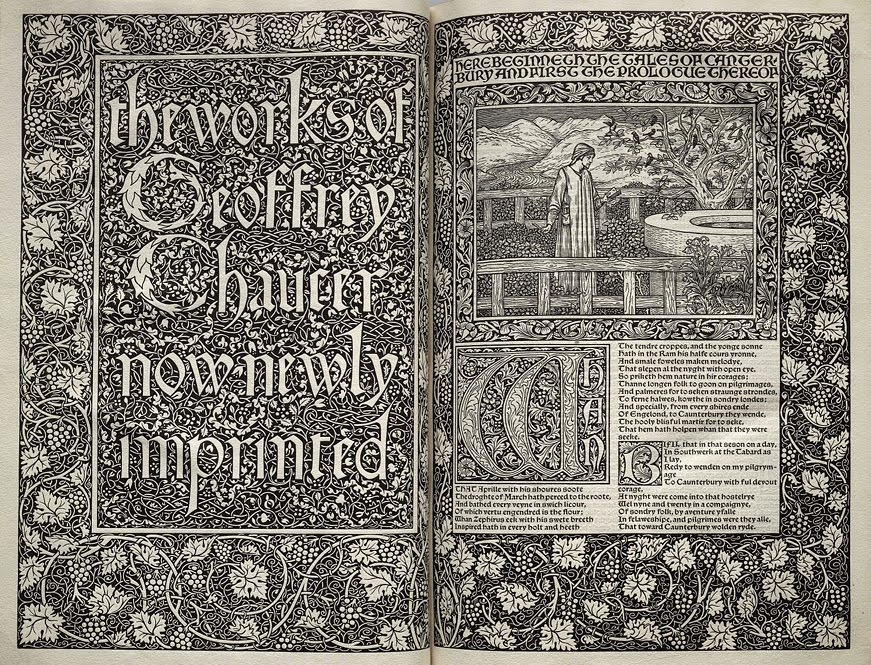 the works of
Geoffrey
Chaucer
now newly
imprinted
HERE BEGINNETH THE TALES OF CANTER-
BURY AND FIRST THE PROLOGUE THEREOF
WHAN
THAT Aprille with his shoures soote
The droghte of March hath perced to the roote,
And bathed every veyne in swich licour,
Of which vertu engendred is the flour;
Whan Zephirus eek with his swete breeth
Inspired hath in every holt and heeth
The tendre croppes, and the yonge sonne
Hath in the Ram his halfe cours yronne,
And smale foweles maken melodye,
That slepen al the nyght with open eye,
So priketh hem nature in hir corages;
Thanne longen folk to goon on pilgrimages,
And palmeres for to seken straunge strondes,
To ferne halwes, kowthe in sondry londes;
And specially, from every shires ende
Of Engelond, to Caunterbury they wende,
The hooly blisful martir for to seke,
That hem hath holpen whan that they were
seeke.
BIFIL that in that seson on a day,
In Southwerk at the Tabard as
I lay,
Redy to wenden on my pilgrym-
age
To Caunterbury with ful devout
corage,
At nyght were come into that hostelrye
Wel nyne and twenty in a compaignye,
Of sondry folk, by aventure yfalle
In felaweshipe, and pilgrimes were they alle,
That toward Caunterbury wolden ryde.